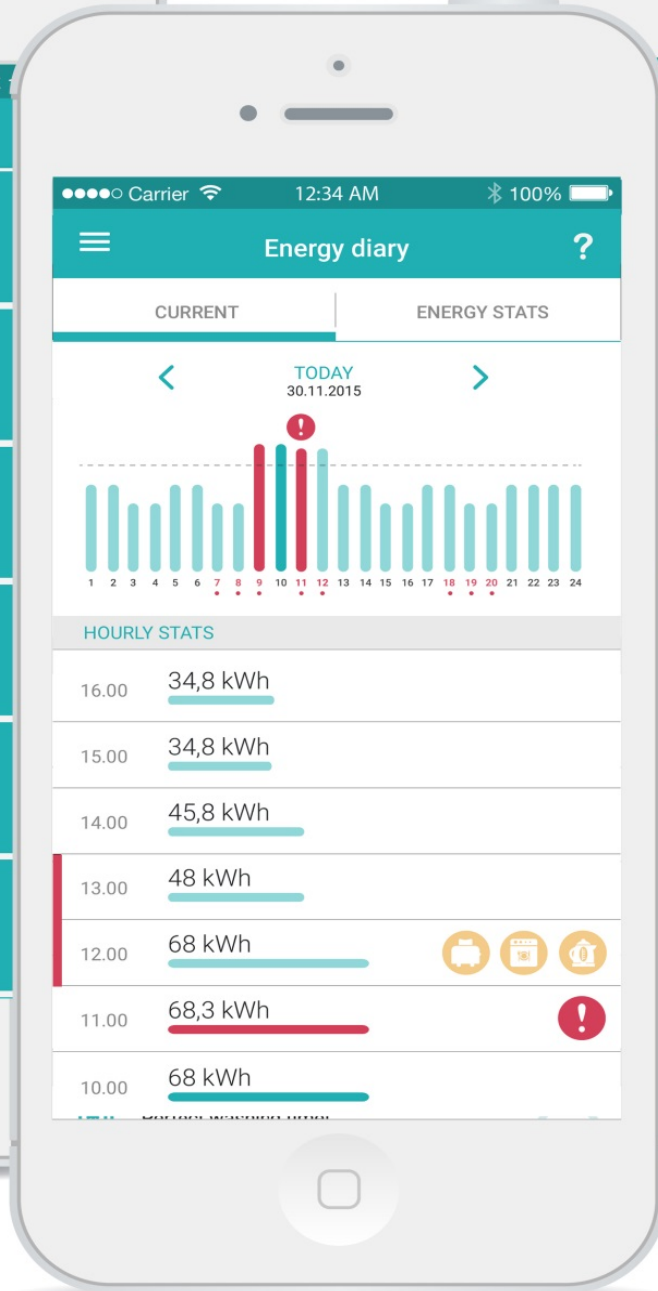 Carrier 12:34 AM 100%
Energy diary ?
CURRENT ENERGY STATS
TODAY
30.11.2015
!
1 2 3 4 5 6 7 8 9 10 11 12 13 14 15 16 17 18 19 20 21 22 23 24
HOURLY STATS
16.00 34,8 kWh
15.00 34,8 kWh
14.00 45,8 kWh
13.00 48 kWh
12.00 68 kWh
11.00 68,3 kWh !
10.00 68 kWh
Perfect washing time!